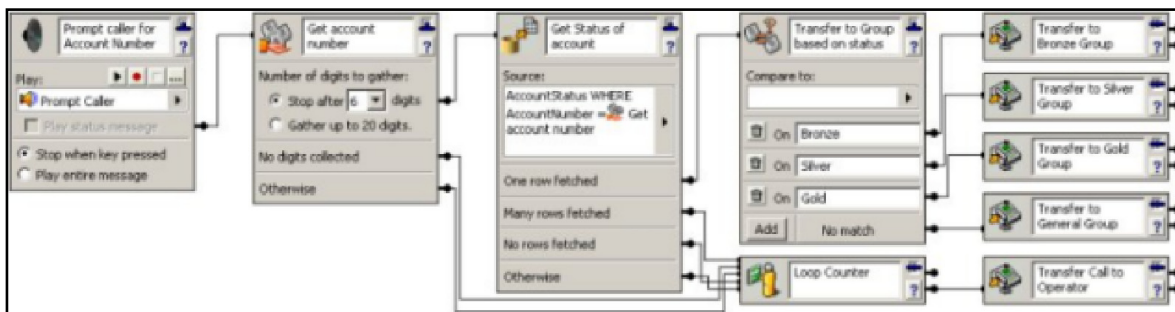 Prompt caller for
Account Number
?
Play:
...
Prompt Caller
Play status message
Stop when key pressed
Play entire message
Get account
number
?
Number of digits to gather:
Stop after 6 digits
Gather up to 20 digits.
No digits collected
Otherwise
Get Status of
account
?
Source:
AccountStatus WHERE
AccountNumber = Get
account number
One row fetched
Many rows fetched
No rows fetched
Otherwise
Transfer to Group
based on status
?
Compare to:
On Bronze
On Silver
On Gold
Add No match
Loop Counter
?
Transfer to
Bronze Group
?
Transfer to Silver
Group
?
Transfer to Gold
Group
?
Transfer to
General Group
?
Transfer Call to
Operator
?